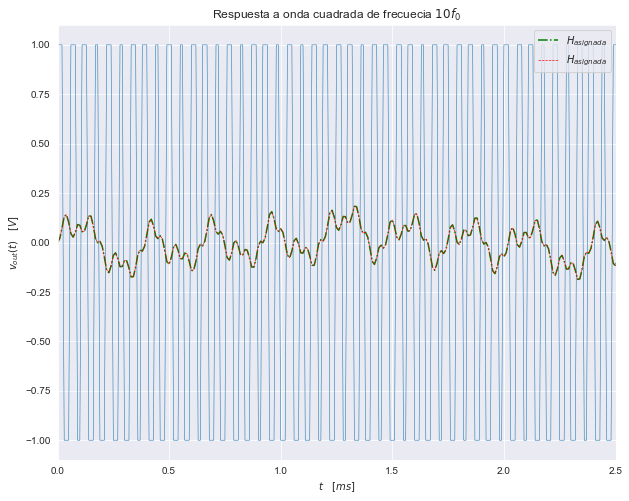 Respuesta a onda cuadrada de frecuecia 10f₀
H_asignada
H_asignada
1.00
0.75
0.50
0.25
0.00
−0.25
−0.50
−0.75
−1.00
v_out(t) [V]
0.0 0.5 1.0 1.5 2.0 2.5
t [ms]